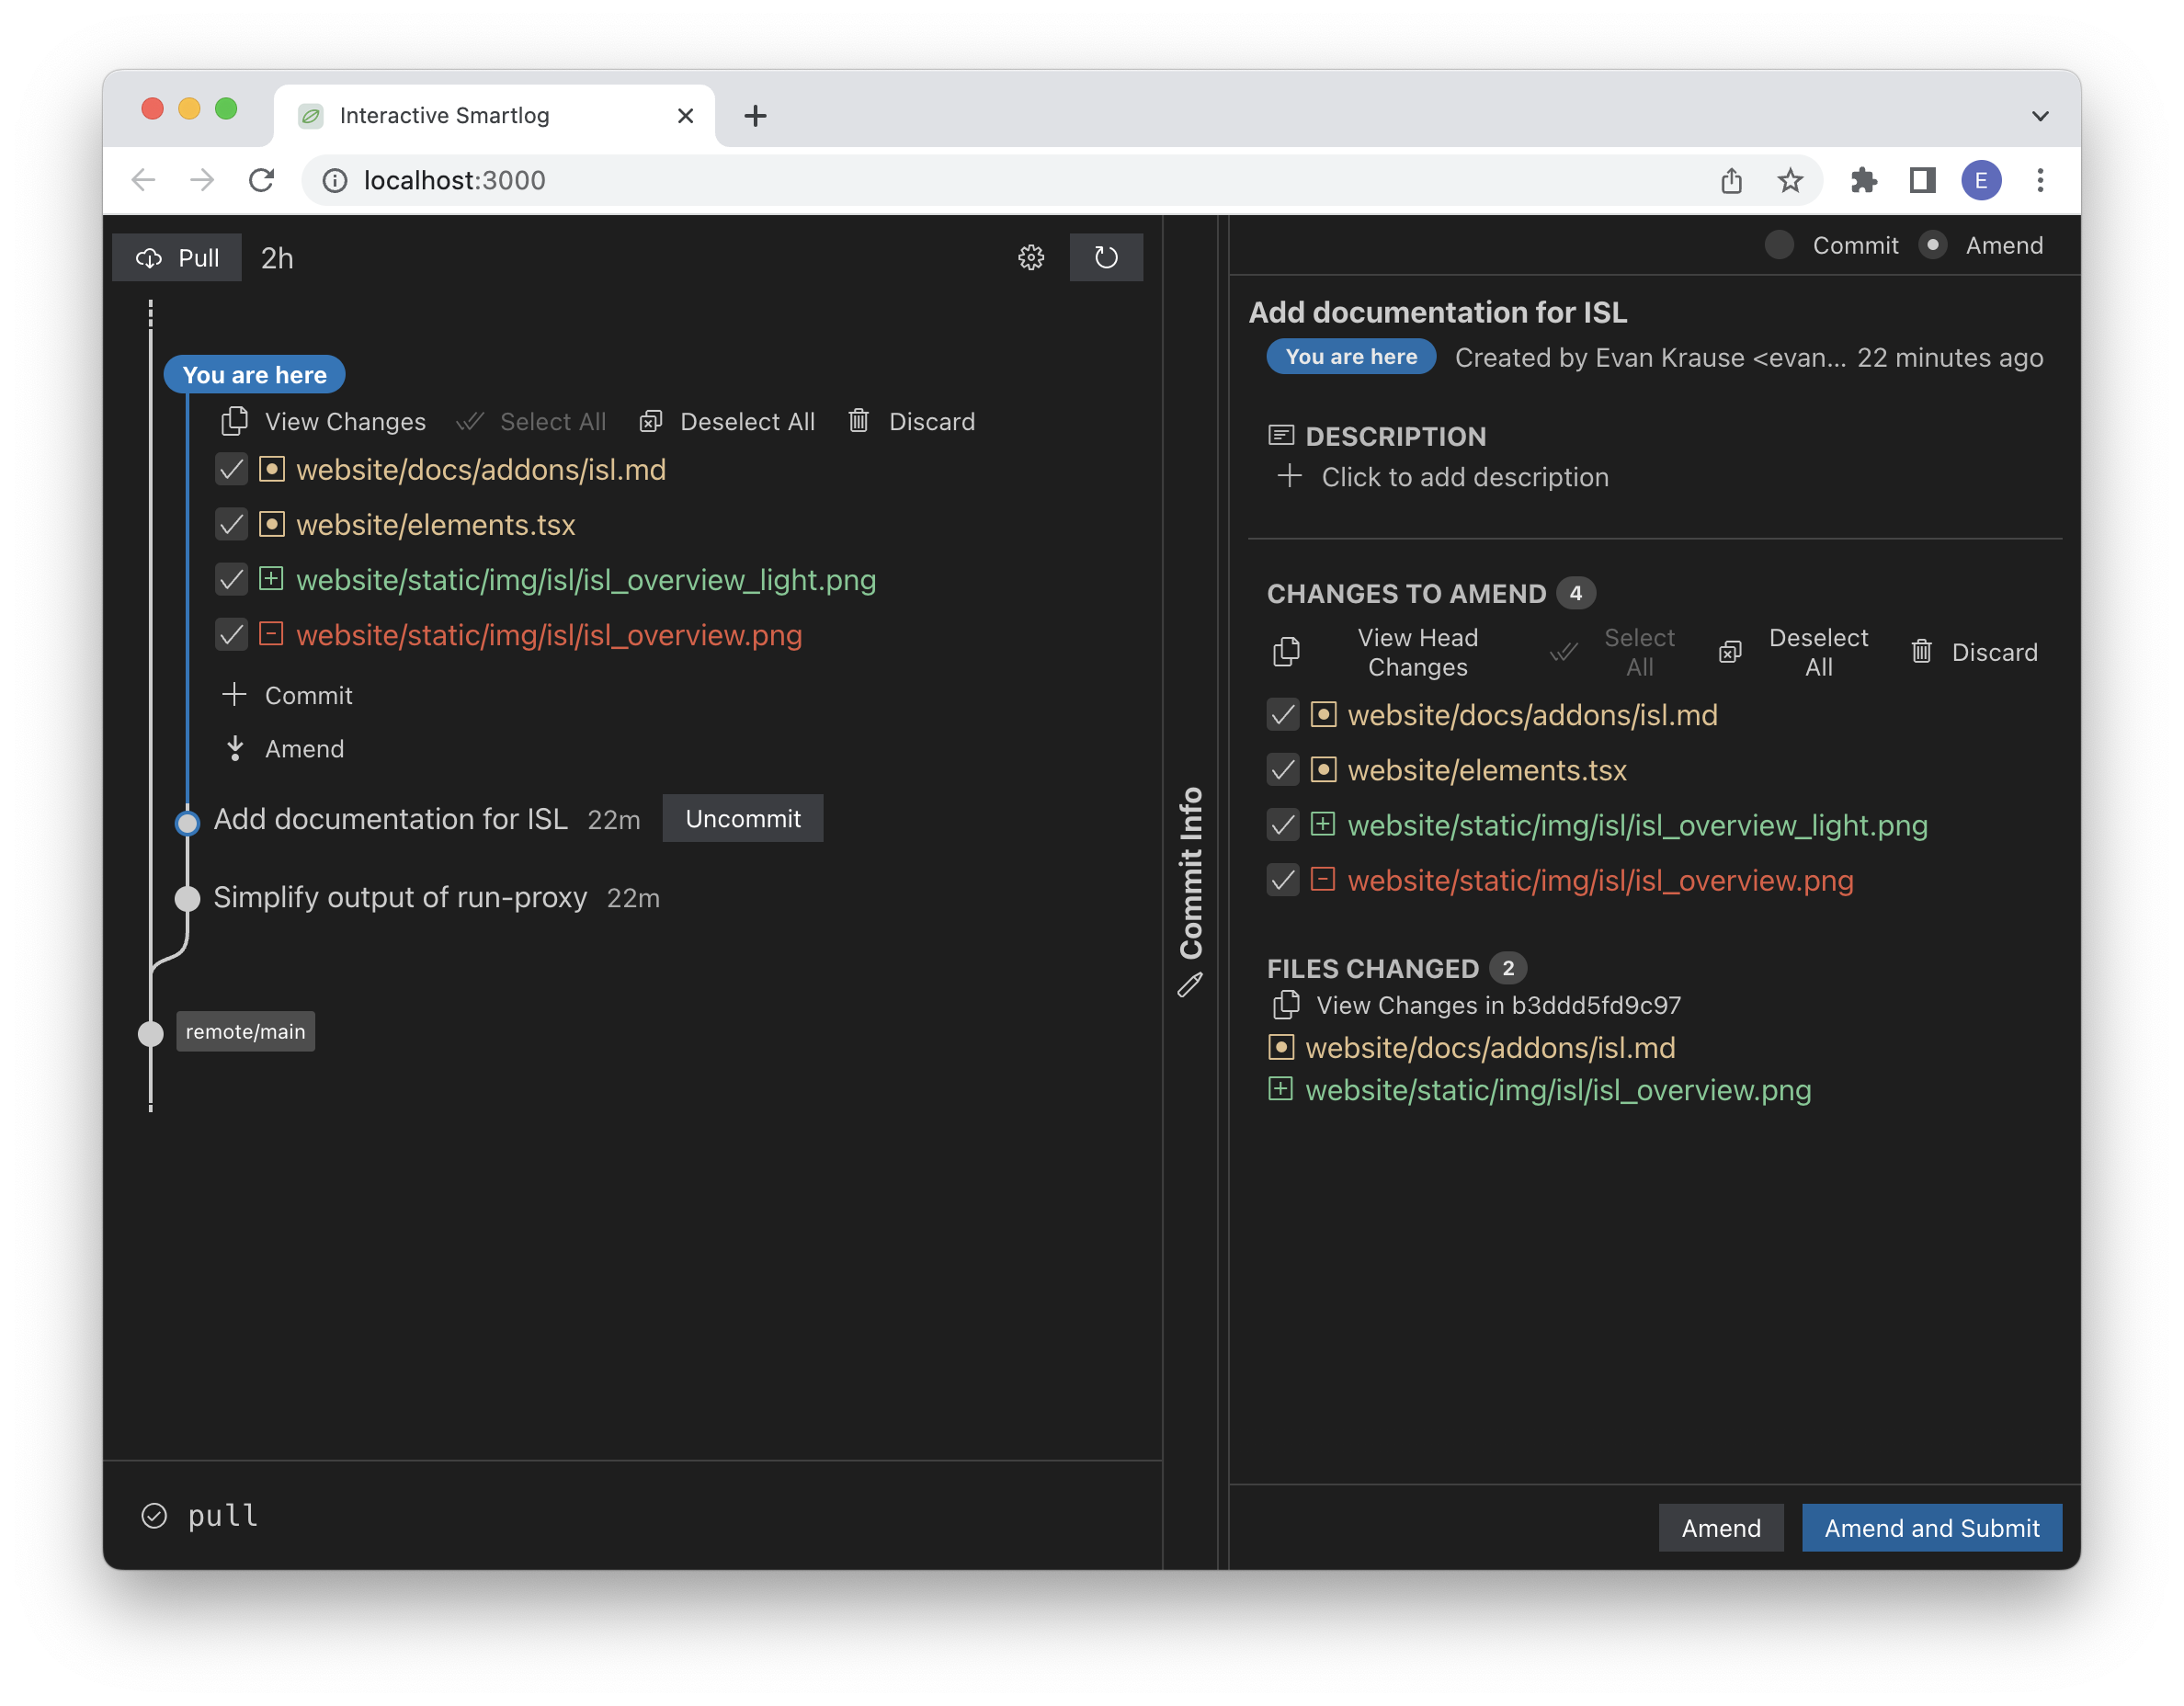 Interactive Smartlog
localhost:3000
E
Pull 2h
You are here
View Changes Select All Deselect All Discard
website/docs/addons/isl.md
website/elements.tsx
website/static/img/isl/isl_overview_light.png
website/static/img/isl/isl_overview.png
Commit
Amend
Add documentation for ISL 22m Uncommit
Simplify output of run-proxy 22m
remote/main
pull
Commit Info
Commit Amend
Add documentation for ISL
You are here Created by Evan Krause <evan... 22 minutes ago
DESCRIPTION
Click to add description
CHANGES TO AMEND 4
View Head Changes Select All Deselect All Discard
website/docs/addons/isl.md
website/elements.tsx
website/static/img/isl/isl_overview_light.png
website/static/img/isl/isl_overview.png
FILES CHANGED 2
View Changes in b3ddd5fd9c97
website/docs/addons/isl.md
website/static/img/isl/isl_overview.png
Amend Amend and Submit